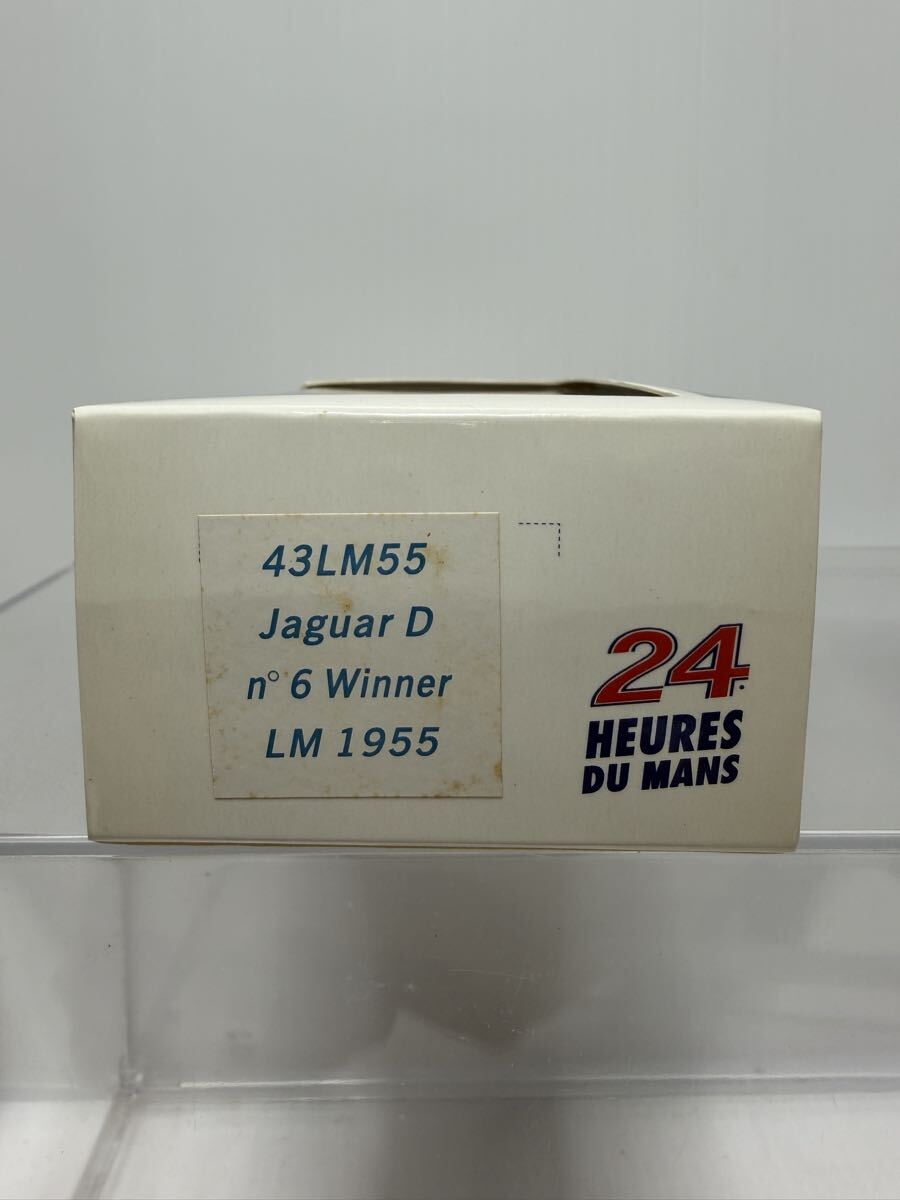 43LM55
Jaguar D
n° 6 Winner
LM 1955
24
HEURES
DU MANS